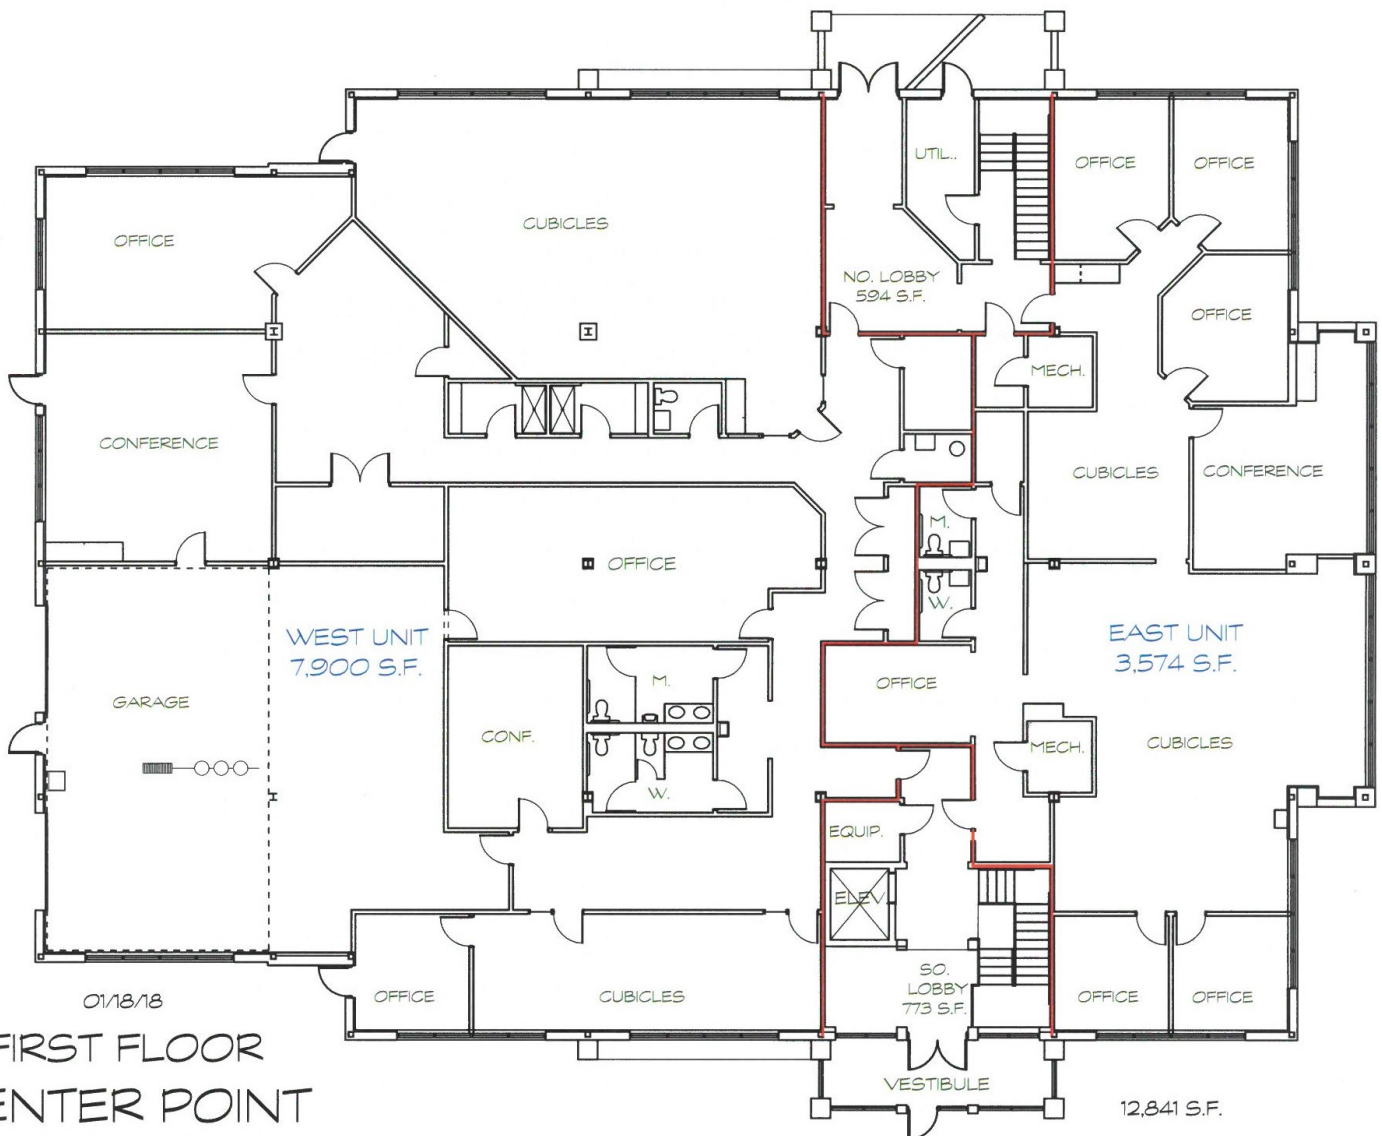 UTIL..
OFFICE
OFFICE
OFFICE
CUBICLES
NO. LOBBY
594 S.F.
OFFICE
MECH.
CONFERENCE
CUBICLES
CONFERENCE
M.
OFFICE
W.
WEST UNIT
7,900 S.F.
EAST UNIT
3,574 S.F.
GARAGE
M.
OFFICE
CONF.
MECH.
CUBICLES
W.
EQUIP.
ELEV.
SO.
LOBBY
773 S.F.
OFFICE
CUBICLES
OFFICE
OFFICE
01/18/18
FIRST FLOOR
ENTER POINT
VESTIBULE
12,841 S.F.